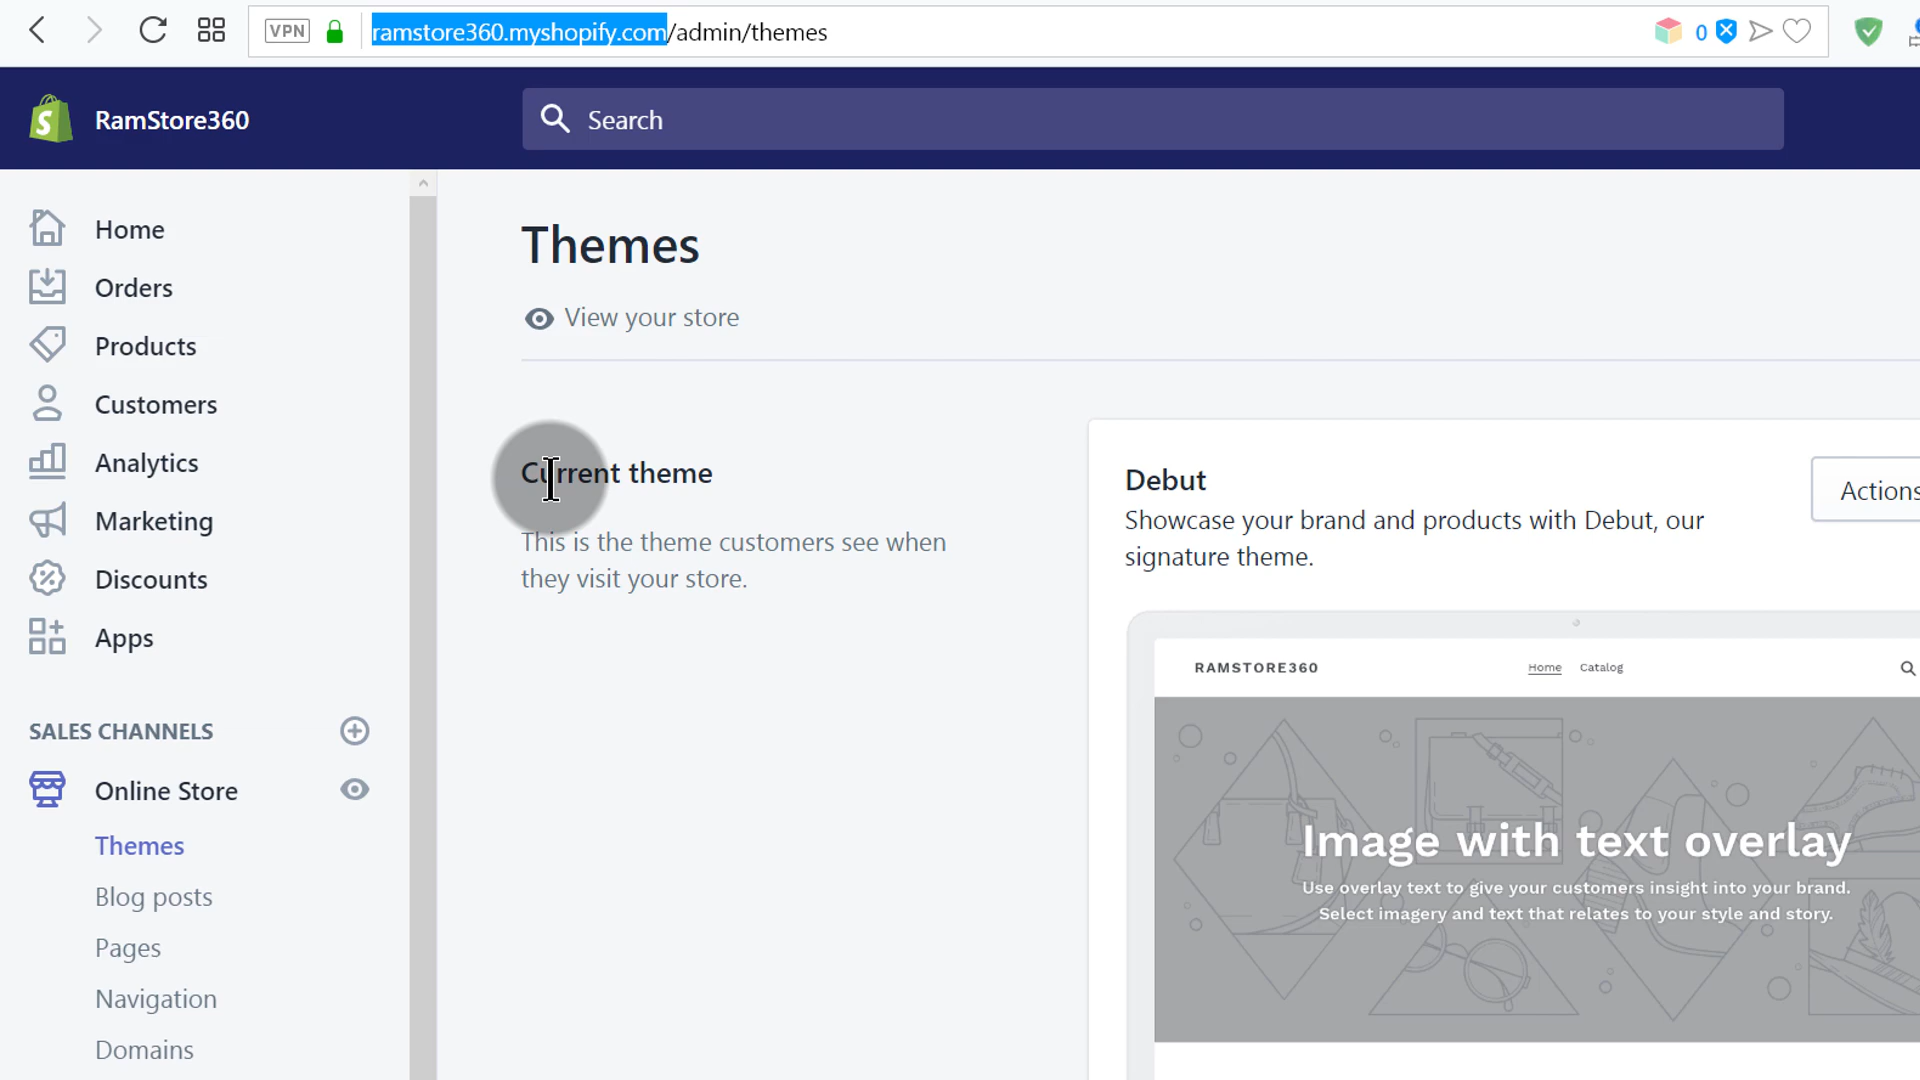 VPN
ramstore360.myshopify.com/admin/themes
0
RamStore360
Search
Home
Orders
Products
Customers
Analytics
Marketing
Discounts
Apps
SALES CHANNELS
Online Store
Themes
Blog posts
Pages
Navigation
Domains
Themes
View your store
Current theme
This is the theme customers see when
they visit your store.
Debut
Showcase your brand and products with Debut, our
signature theme.
Actions
RAMSTORE360
Home
Catalog
Image with text overlay
Use overlay text to give your customers insight into your brand.
Select imagery and text that relates to your style and story.